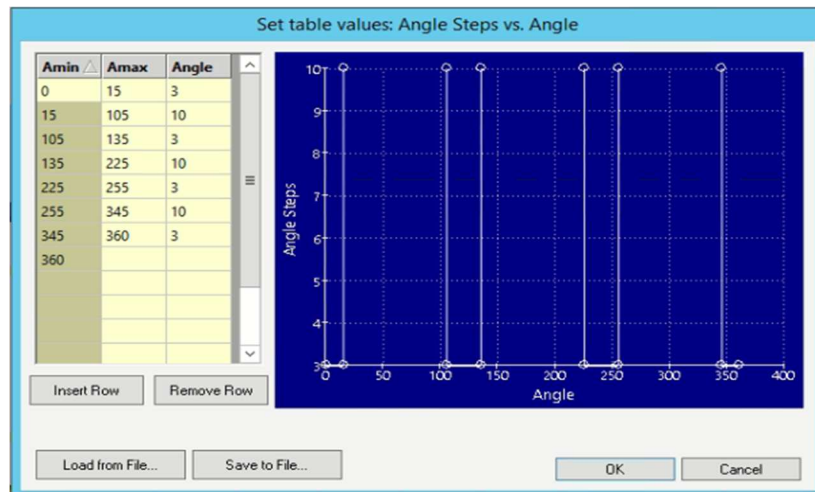 Set table values: Angle Steps vs. Angle
Amin Amax Angle
0 15 3
15 105 10
105 135 3
135 225 10
225 255 3
255 345 10
345 360 3
360
Insert Row Remove Row
10
9
8
7
6
5
4
3
Angle Steps
0 50 100 150 200 250 300 350 400
Angle
Load from File... Save to File... OK Cancel